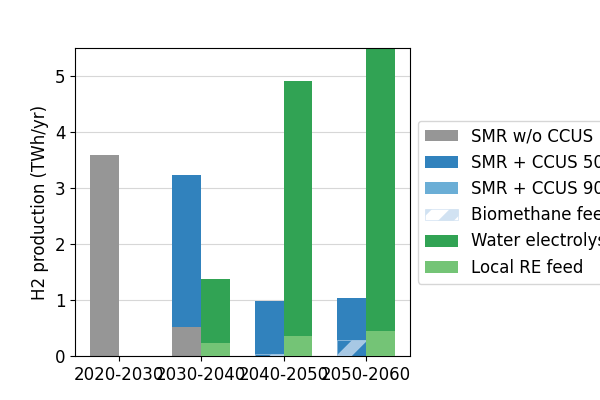 H2 production (TWh/yr)
5
4
3
2
1
0
2020-2030 2030-2040 2040-2050 2050-2060
SMR w/o CCUS
SMR + CCUS 50
SMR + CCUS 90
Biomethane fee
Water electrolys
Local RE feed